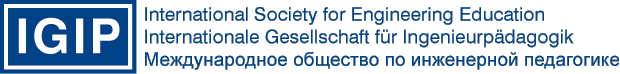 IGIP
International Society for Engineering Education
Internationale Gesellschaft für Ingenieurpädagogik
Международное общество по инженерной педагогике